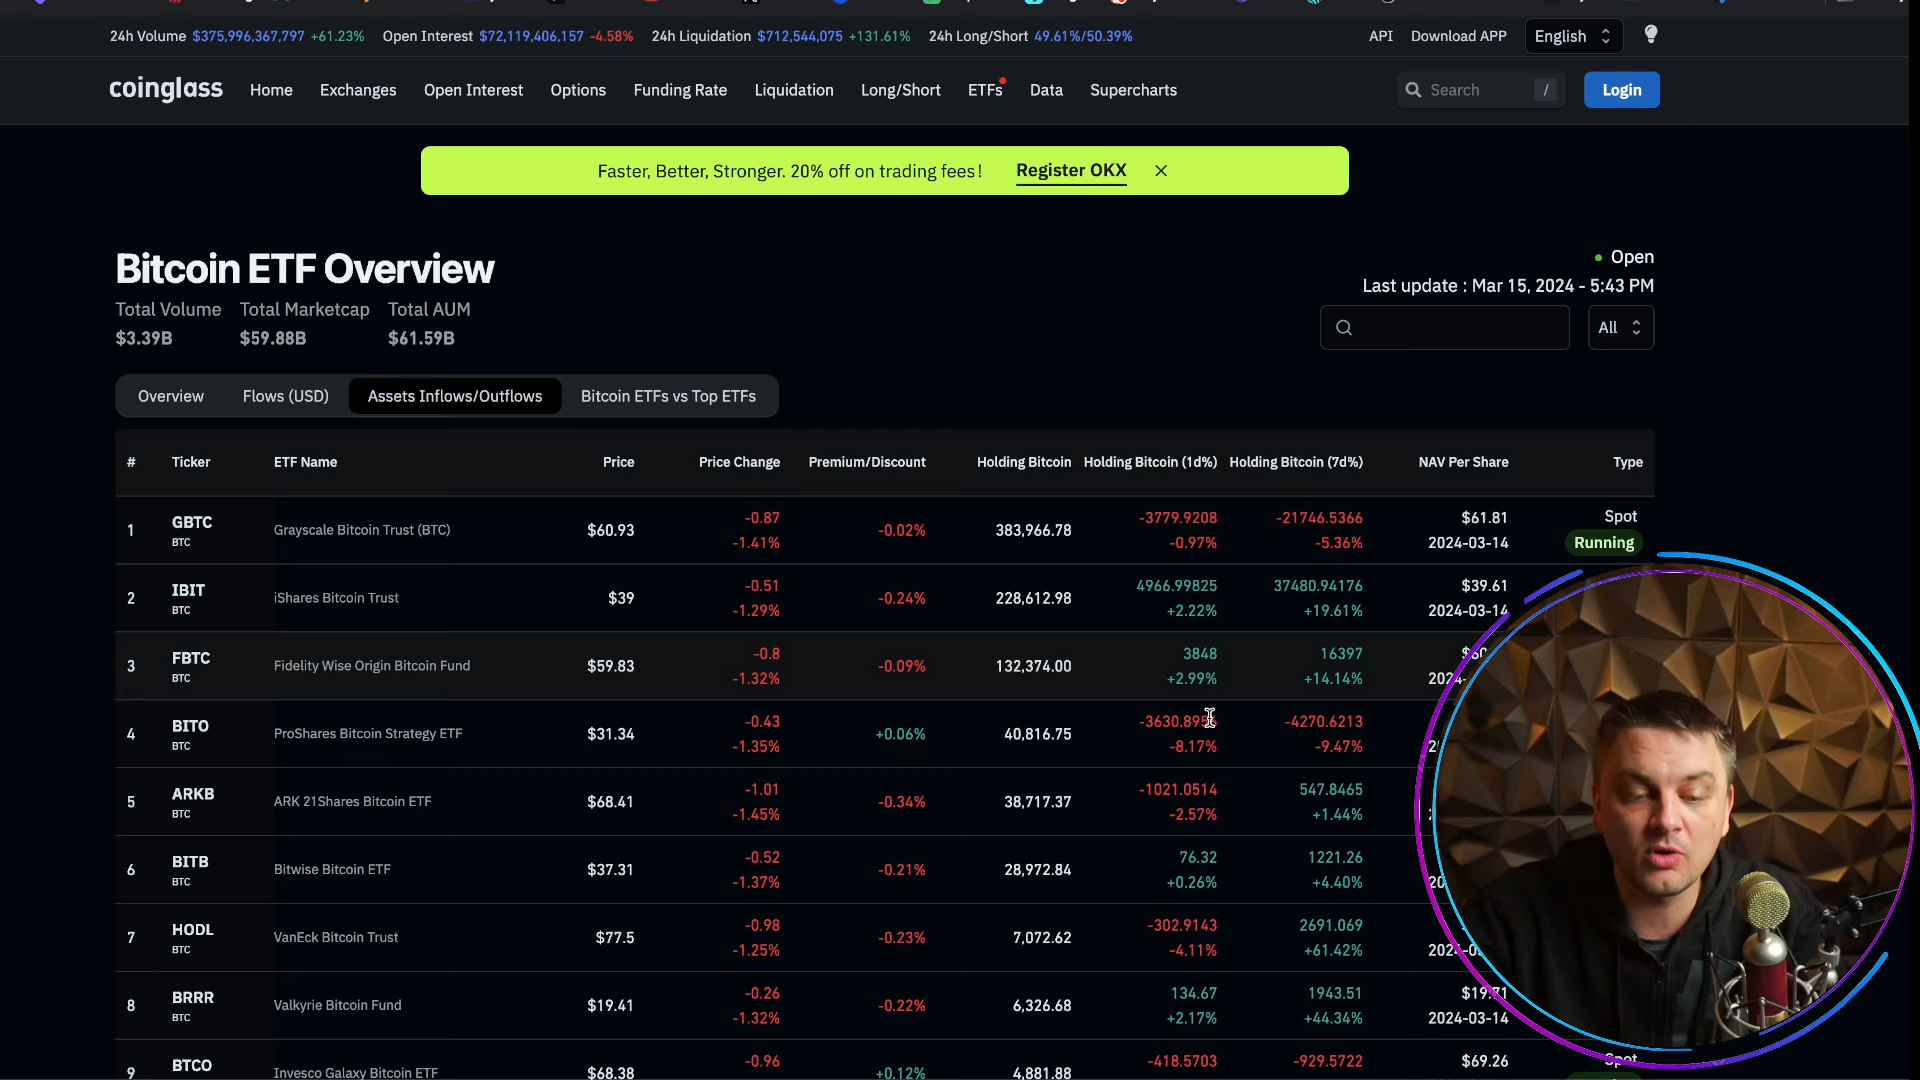 24h Volume $375,996,367,797 +61.23% Open Interest $72,119,406,157 -4.58% 24h Liquidation $712,544,075 +131.61% 24h Long/Short 49.61%/50.39% API Download APP English
coinglass Home Exchanges Open Interest Options Funding Rate Liquidation Long/Short ETFs Data Supercharts Search / Login
Faster, Better, Stronger. 20% off on trading fees! Register OKX
Bitcoin ETF Overview
Open
Last update : Mar 15, 2024 - 5:43 PM
Total Volume Total Marketcap Total AUM
$3.39B $59.88B $61.59B
All
Overview Flows (USD) Assets Inflows/Outflows Bitcoin ETFs vs Top ETFs
# Ticker ETF Name Price Price Change Premium/Discount Holding Bitcoin Holding Bitcoin (1d%) Holding Bitcoin (7d%) NAV Per Share Type
1 GBTC Grayscale Bitcoin Trust (BTC) $60.93 -0.87 -0.02% 383,966.78 -3779.9208 -21746.5366 $61.81 Spot
BTC -1.41% -0.97% -5.36% 2024-03-14 Running
2 IBIT iShares Bitcoin Trust $39 -0.51 -0.24% 228,612.98 4966.99825 37480.94176 $39.61
BTC -1.29% +2.22% +19.61% 2024-03-14
3 FBTC Fidelity Wise Origin Bitcoin Fund $59.83 -0.8 -0.09% 132,374.00 3848 16397
BTC -1.32% +2.99% +14.14%
4 BITO ProShares Bitcoin Strategy ETF $31.34 -0.43 +0.06% 40,816.75 -4270.6213
BTC -1.35% -8.17% -9.47%
5 ARKB ARK 21Shares Bitcoin ETF $68.41 -1.01 -0.34% 38,717.37 -1021.0514 547.8465
BTC -1.45% -2.57% +1.44%
6 BITB Bitwise Bitcoin ETF $37.31 -0.52 -0.21% 28,972.84 76.32 1221.26
BTC -1.37% +0.26% +4.40%
7 HODL VanEck Bitcoin Trust $77.5 -0.98 -0.23% 7,072.62 -302.9143 2691.069
BTC -1.25% -4.11% +61.42%
8 BRRR Valkyrie Bitcoin Fund $19.41 -0.26 -0.22% 6,326.68 134.67 1943.51 $19.71
BTC -1.32% +2.17% +44.34% 2024-03-14
9 BTCO Invesco Galaxy Bitcoin ETF $68.38 -0.96 +0.12% 4,881.88 -418.5703 -929.5722 $69.26 Spot